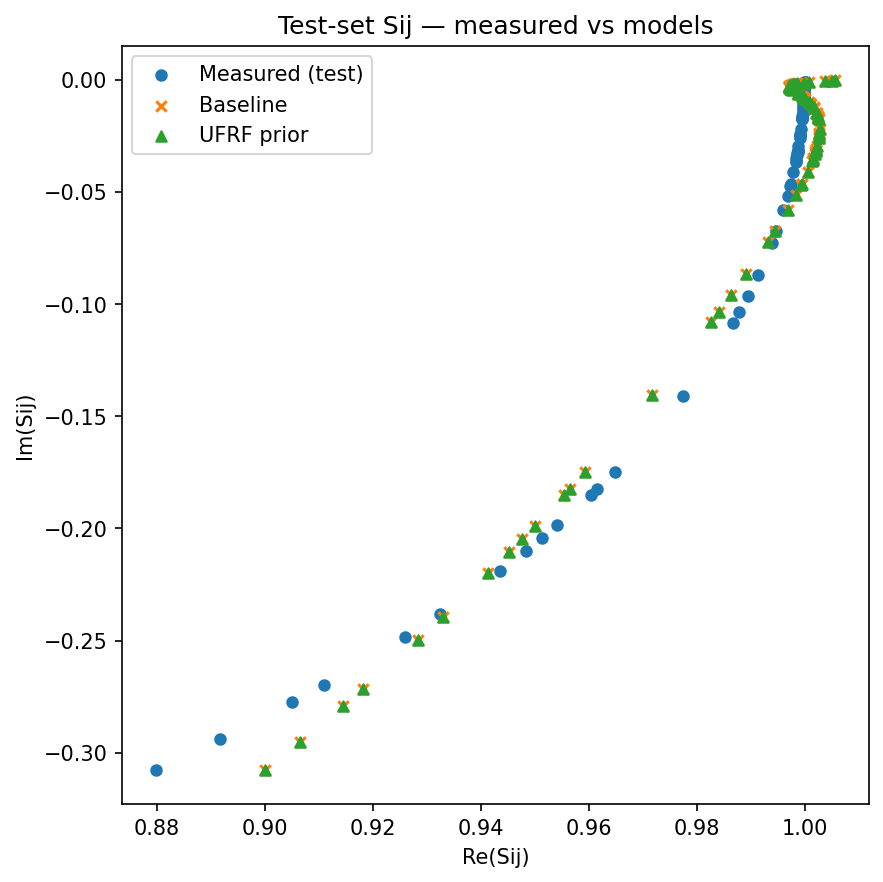 Test-set Sij — measured vs models
Measured (test)
Baseline
UFRF prior
0.00
−0.05
−0.10
−0.15
−0.20
−0.25
−0.30
Im(Sij)
0.88 0.90 0.92 0.94 0.96 0.98 1.00
Re(Sij)